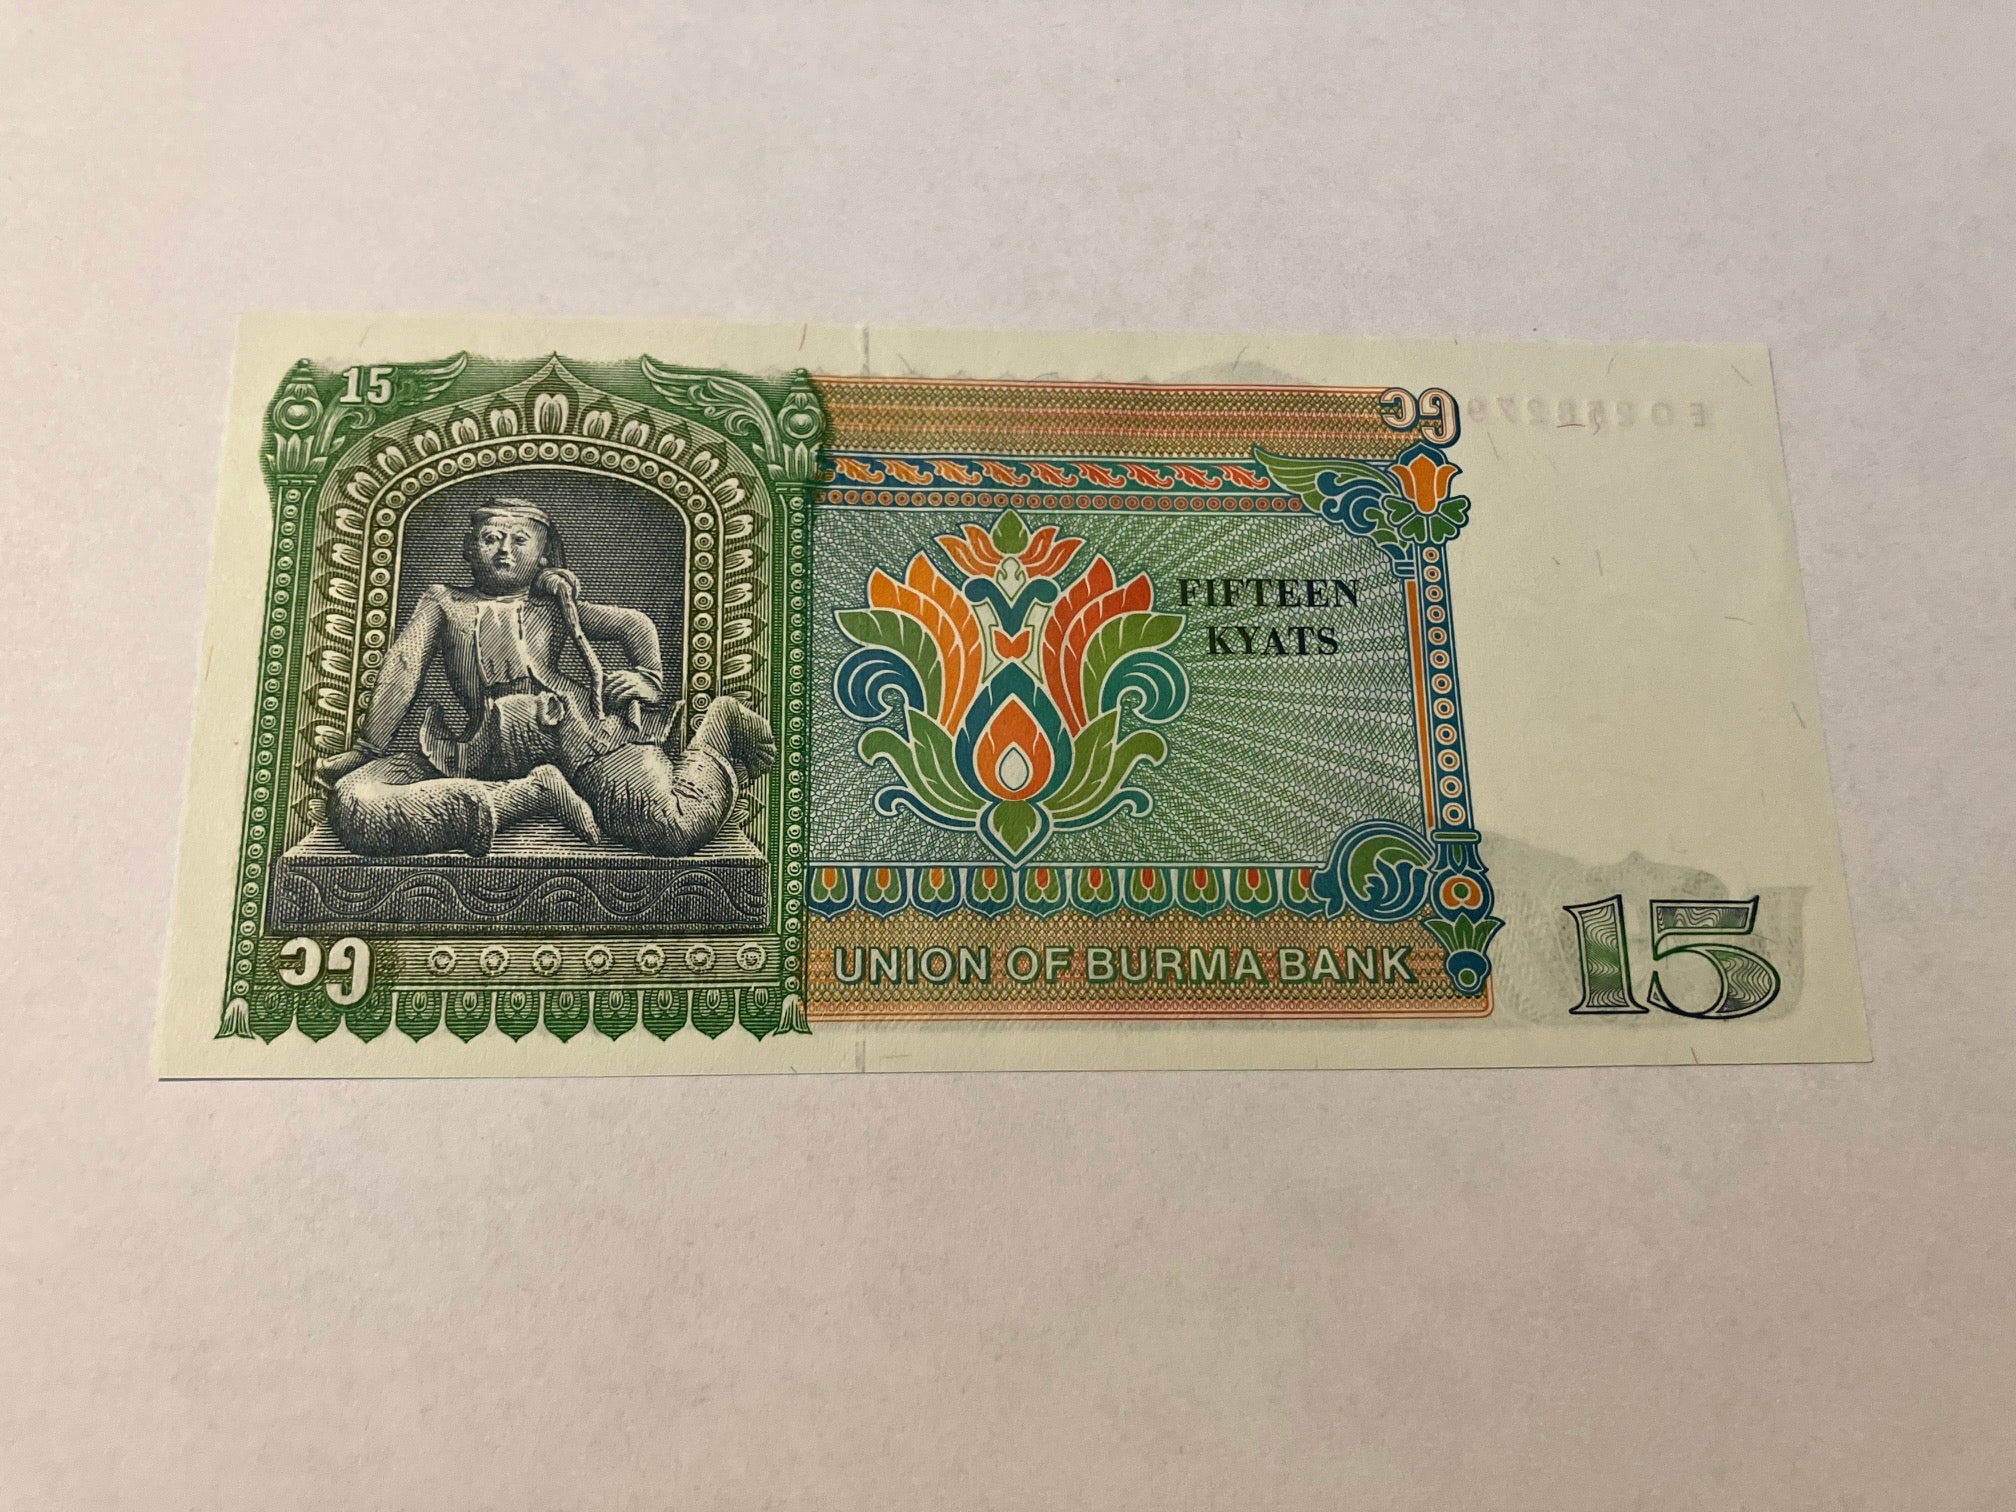 15
၁၅
FIFTEEN
KYATS
၁၅
UNION OF BURMA BANK
15